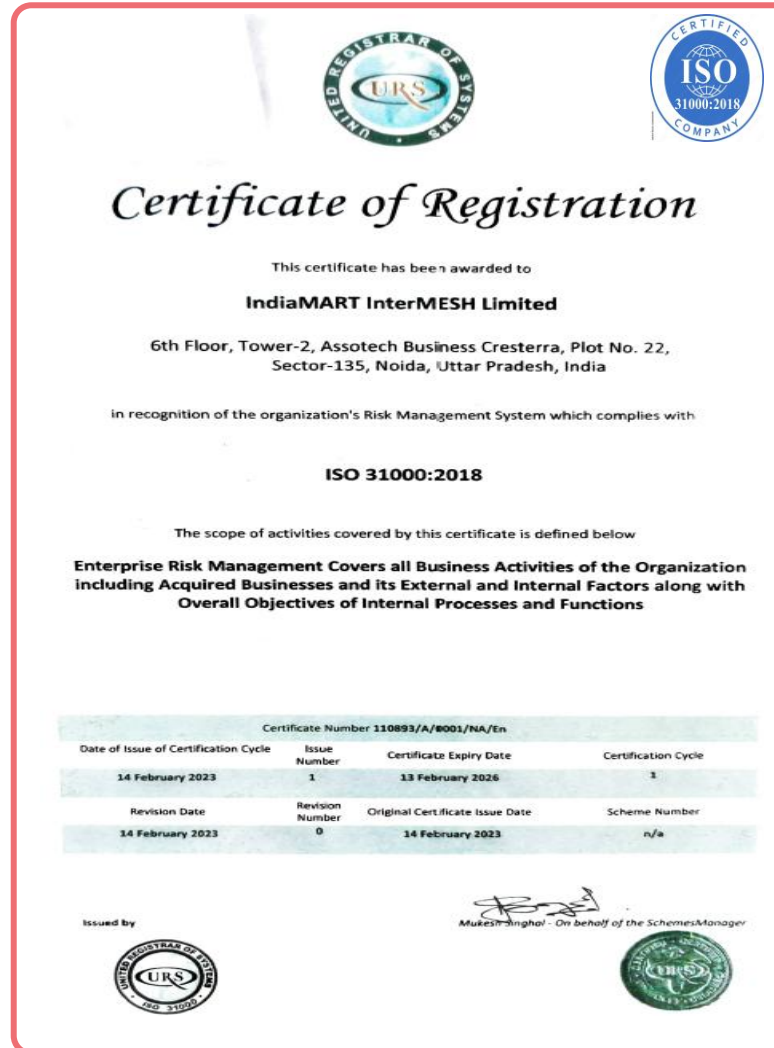 UNITED REGISTRAR OF SYSTEMS
URS
CERTIFIED
ISO
31000:2018
COMPANY
Certificate of Registration
This certificate has been awarded to
IndiaMART InterMESH Limited
6th Floor, Tower-2, Assotech Business Cresterra, Plot No. 22,
Sector-135, Noida, Uttar Pradesh, India
in recognition of the organization's Risk Management System which complies with
ISO 31000:2018
The scope of activities covered by this certificate is defined below
Enterprise Risk Management Covers all Business Activities of the Organization
including Acquired Businesses and its External and Internal Factors along with
Overall Objectives of Internal Processes and Functions
Certificate Number 110893/A/0001/NA/En
Date of Issue of Certification Cycle Issue Number Certificate Expiry Date Certification Cycle
14 February 2023 1 13 February 2026 1
Revision Date Revision Number Original Certificate Issue Date Scheme Number
14 February 2023 0 14 February 2023 n/a
Issued by
Mukesh Singhal - On behalf of the SchemesManager
UNITED REGISTRAR OF SYSTEMS
URS
ISO 31000
URS